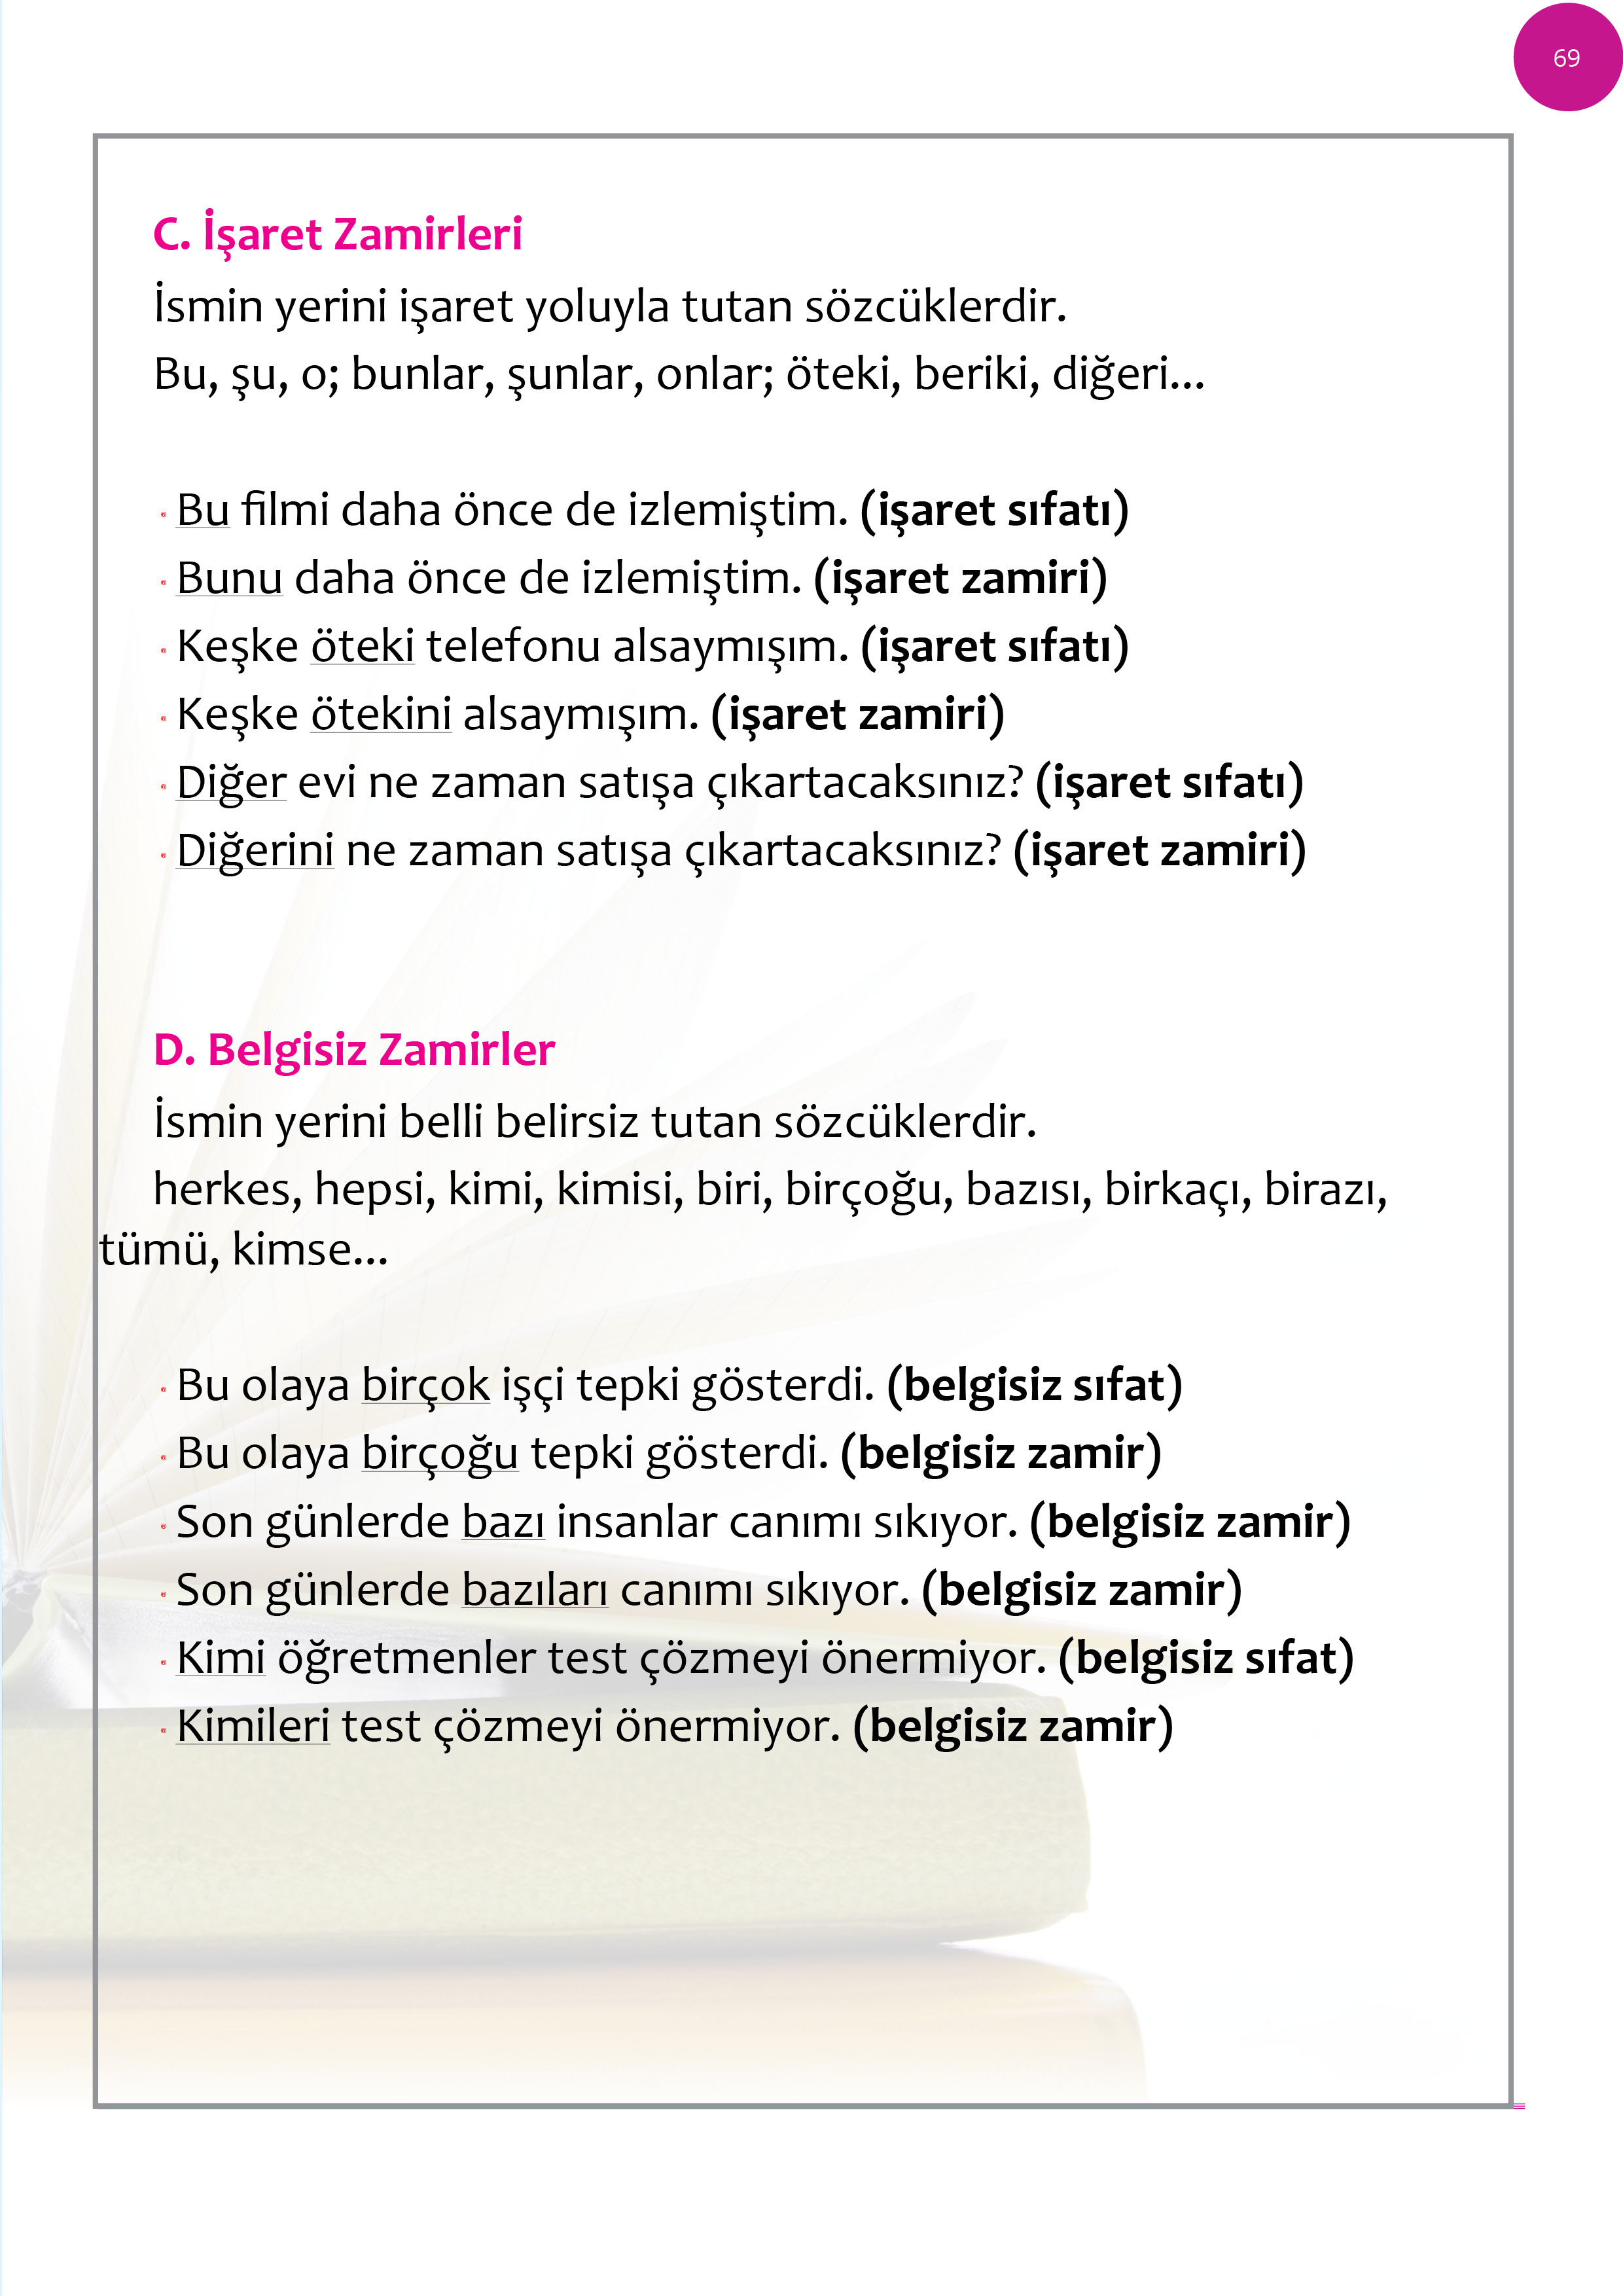 69
C. İşaret Zamirleri
İsmin yerini işaret yoluyla tutan sözcüklerdir.
Bu, şu, o; bunlar, şunlar, onlar; öteki, beriki, diğeri...
• Bu filmi daha önce de izlemiştim. (işaret sıfatı)
• Bunu daha önce de izlemiştim. (işaret zamiri)
• Keşke öteki telefonu alsaymışım. (işaret sıfatı)
• Keşke ötekini alsaymışım. (işaret zamiri)
• Diğer evi ne zaman satışa çıkartacaksınız? (işaret sıfatı)
• Diğerini ne zaman satışa çıkartacaksınız? (işaret zamiri)
D. Belgisiz Zamirler
İsmin yerini belli belirsiz tutan sözcüklerdir.
herkes, hepsi, kimi, kimisi, biri, birçoğu, bazısı, birkaçı, birazı,
tümü, kimse...
• Bu olaya birçok işçi tepki gösterdi. (belgisiz sıfat)
• Bu olaya birçoğu tepki gösterdi. (belgisiz zamir)
• Son günlerde bazı insanlar canımı sıkıyor. (belgisiz zamir)
• Son günlerde bazıları canımı sıkıyor. (belgisiz zamir)
• Kimi öğretmenler test çözmeyi önermiyor. (belgisiz sıfat)
• Kimileri test çözmeyi önermiyor. (belgisiz zamir)